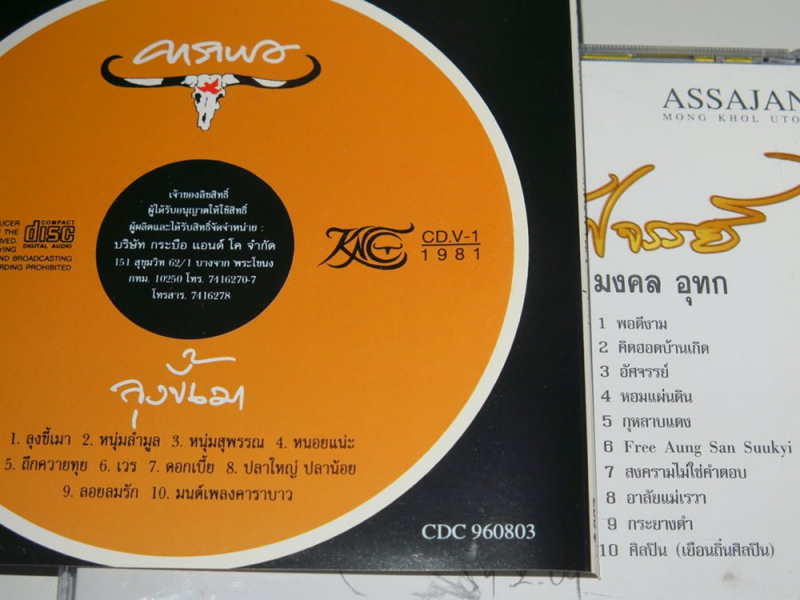 คาราบาว
เจ้าของลิขสิทธิ์
ผู้ได้รับอนุญาตให้ใช้สิทธิ์
ผู้ผลิตและได้รับสิทธิ์จัดจำหน่าย :
บริษัท กระบือ แอนด์ โค จำกัด
151 สุขุมวิท 62/1 บางจาก พระโขนง
กทม. 10250 โทร. 7416270-7
โทรสาร. 7416278
COMPACT
disc
DIGITAL AUDIO
AND BROADCASTING
PROHIBITED
CD.V-1
1981
ลุงขี้เมา
1. ลุงขี้เมา 2. หนุ่มลำมูล 3. หนุ่มสุพรรณ 4. หนอยแน่ะ
5. ถึกควายทุย 6. เวร 7. ดอกเบี้ย 8. ปลาใหญ่ ปลาน้อย
9. ลอยลมรัก 10. มนต์เพลงคาราบาว
CDC 960803
ASSAJAN
MONG KHOL UTO
อัจจรรย์
มงคล อุทก
1 พอดีงาม
2 คิดฮอดบ้านเกิด
3 อัศจรรย์
4 หอมแผ่นดิน
5 กุหลาบแดง
6 Free Aung San Suukyi
7 สงครามไม่ใช่คำตอบ
8 อาลัยแม่เรวา
9 กระยางดำ
10 ศิลปิน (เยือนถิ่นศิลปิน)